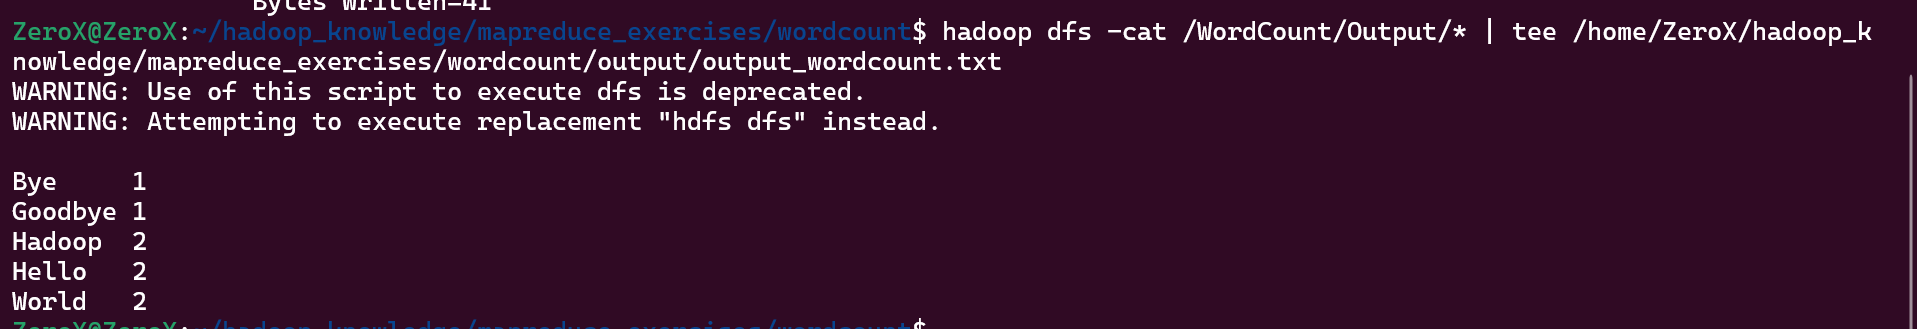 Bytes Written=41
ZeroX@ZeroX:~/hadoop_knowledge/mapreduce_exercises/wordcount$ hadoop dfs -cat /WordCount/Output/* | tee /home/ZeroX/hadoop_k
nowledge/mapreduce_exercises/wordcount/output/output_wordcount.txt
WARNING: Use of this script to execute dfs is deprecated.
WARNING: Attempting to execute replacement "hdfs dfs" instead.
Bye 1
Goodbye 1
Hadoop 2
Hello 2
World 2
ZeroX@ZeroX:~/hadoop_knowledge/mapreduce_exercises/wordcount$